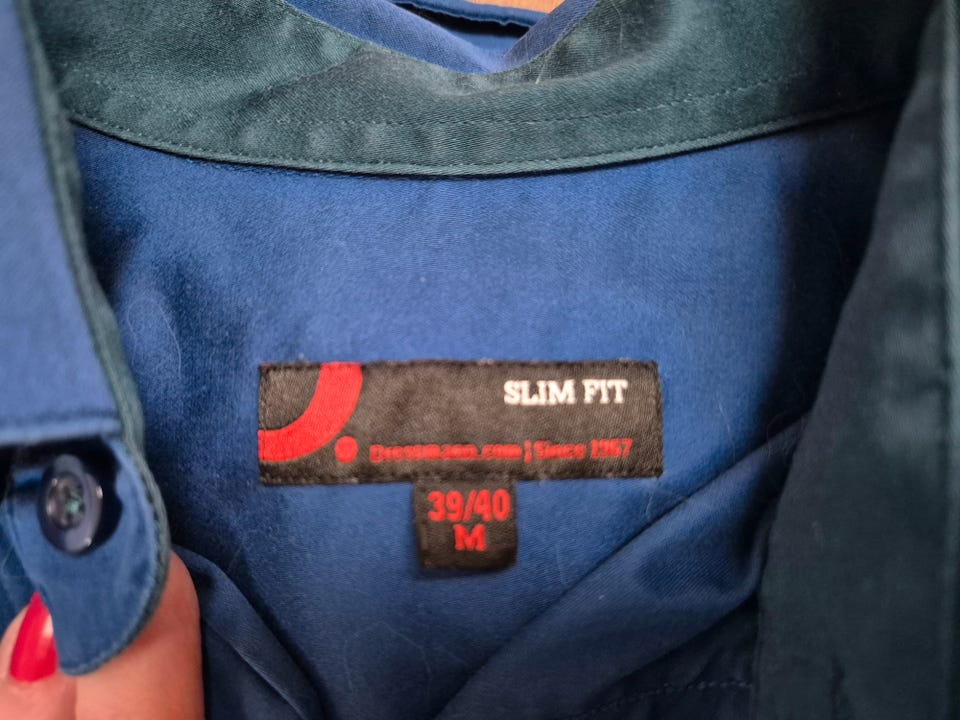 SLIM FIT
Dressmann.com | Since 1967
39/40
M